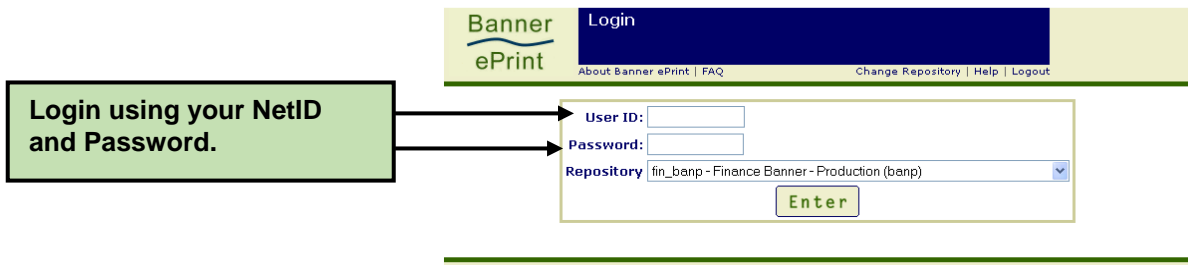 Banner
ePrint
Login
About Banner ePrint | FAQ
Change Repository | Help | Logout
Login using your NetID
and Password.
User ID:
Password:
Repository fin_banp - Finance Banner - Production (banp)
Enter